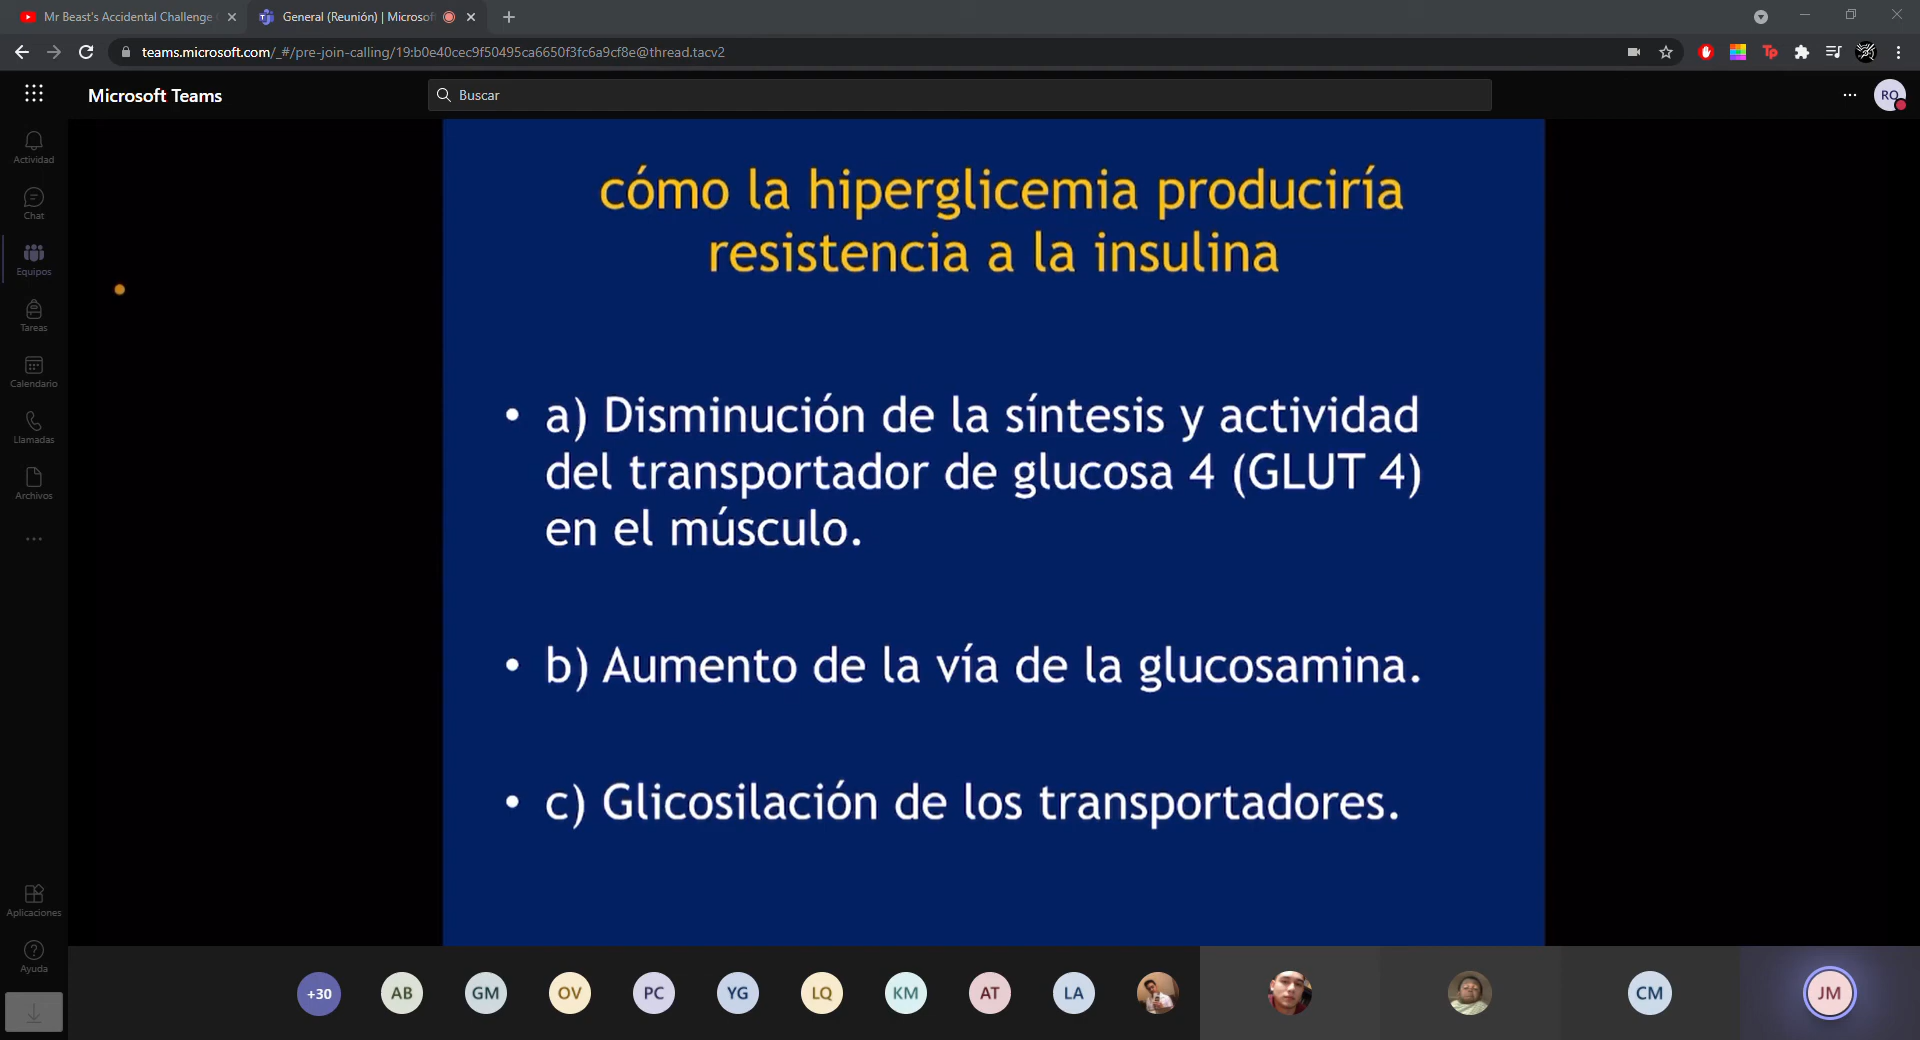 Mr Beast's Accidental Challenge
General (Reunión) | Microsof
teams.microsoft.com/_#/pre-join-calling/19:b0e40cec9f50495ca6650f3fc6a9cf8e@thread.tacv2
Microsoft Teams
Buscar
RO
Actividad
Chat
Equipos
Tareas
Calendario
Llamadas
Archivos
Aplicaciones
Ayuda
cómo la hiperglicemia produciría
resistencia a la insulina
• a) Disminución de la síntesis y actividad
del transportador de glucosa 4 (GLUT 4)
en el músculo.
• b) Aumento de la vía de la glucosamina.
• c) Glicosilación de los transportadores.
+30 AB GM OV PC YG LQ KM AT LA CM JM